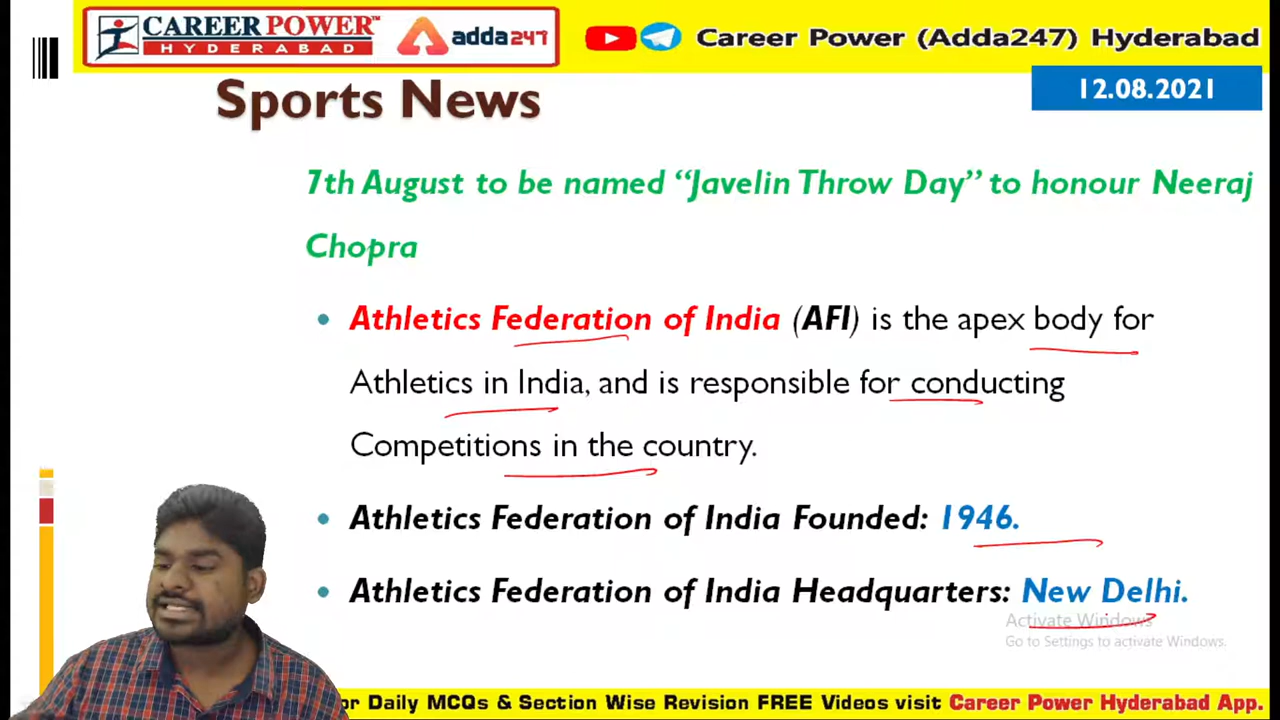 CAREER POWER™
HYDERABAD
adda247
Career Power (Adda247) Hyderabad
Sports News
12.08.2021
7th August to be named “Javelin Throw Day” to honour Neeraj
Chopra
• Athletics Federation of India (AFI) is the apex body for
Athletics in India, and is responsible for conducting
Competitions in the country.
• Athletics Federation of India Founded: 1946.
• Athletics Federation of India Headquarters: New Delhi.
Activate Windows
Go to Settings to activate Windows.
or Daily MCQs & Section Wise Revision FREE Videos visit Career Power Hyderabad App.